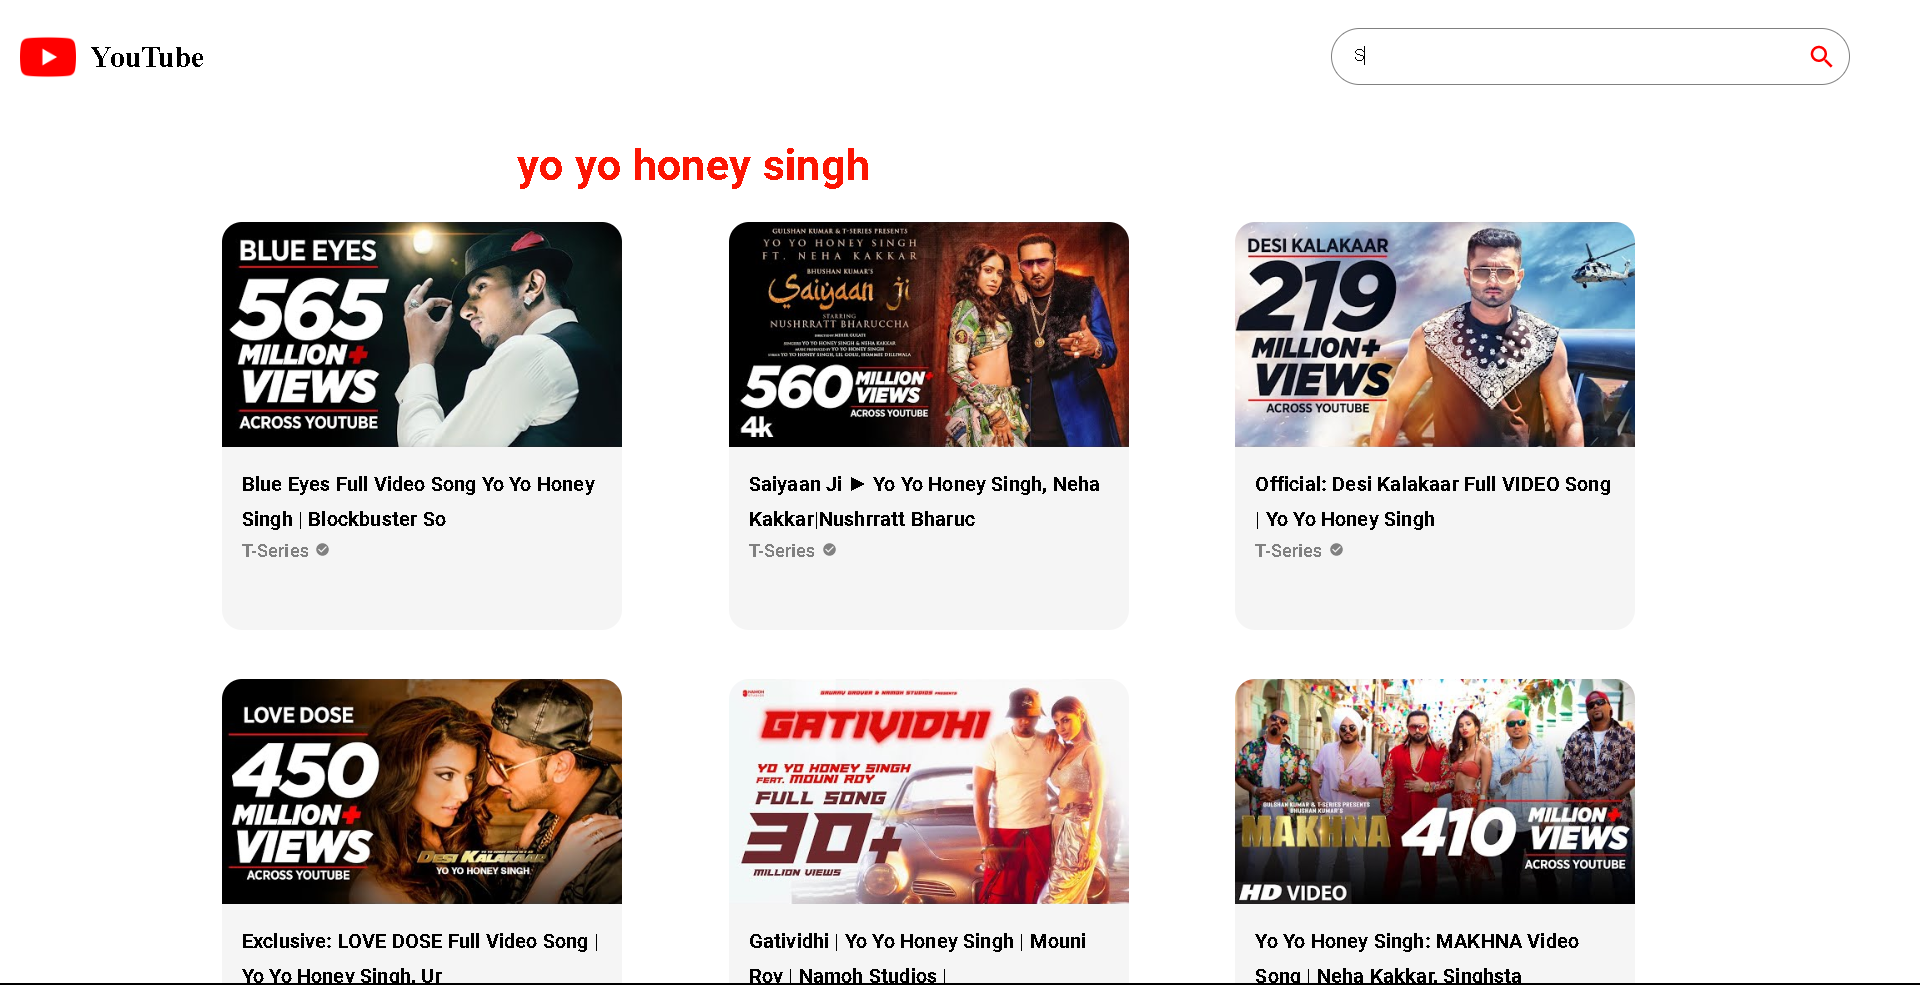 YouTube
S
yo yo honey singh
BLUE EYES
565
MILLION+
VIEWS
ACROSS YOUTUBE
Blue Eyes Full Video Song Yo Yo Honey
Singh | Blockbuster So
T-Series
GULSHAN KUMAR & T-SERIES PRESENTS
YO YO HONEY SINGH
FT. NEHA KAKKAR
BHUSHAN KUMAR'S
Saiyaan Ji
STARRING
NUSHRRATT BHARUCCHA
560 MILLION+
VIEWS
ACROSS YOUTUBE
4k
Saiyaan Ji ► Yo Yo Honey Singh, Neha
Kakkar|Nushrratt Bharuc
T-Series
DESI KALAKAAR
219
MILLION+
VIEWS
ACROSS YOUTUBE
Official: Desi Kalakaar Full VIDEO Song
| Yo Yo Honey Singh
T-Series
LOVE DOSE
450
MILLION+
VIEWS
ACROSS YOUTUBE
DESI KALAKAAR
YO YO HONEY SINGH
Exclusive: LOVE DOSE Full Video Song |
Yo Yo Honey Singh, Ur
NAMOH
GAURAV GROVER & NAMOH STUDIOS PRESENTS
GATIVIDHI
YO YO HONEY SINGH
FEAT. MOUNI ROY
FULL SONG
30+
MILLION VIEWS
Gatividhi | Yo Yo Honey Singh | Mouni
Roy | Namoh Studios |
GULSHAN KUMAR & T-SERIES PRESENTS
BHUSHAN KUMAR'S
MAKHNA
410 MILLION+
VIEWS
ACROSS YOUTUBE
HD VIDEO
Yo Yo Honey Singh: MAKHNA Video
Song | Neha Kakkar, Singhsta